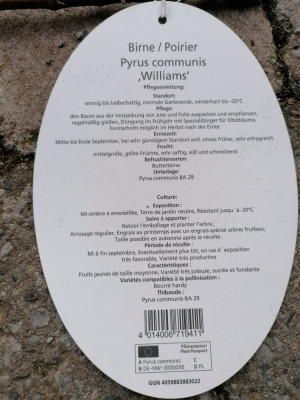 Birne / Poirier
Pyrus communis
‚Williams'
Pflegeanleitung:
Standort:
sonnig bis halbschattig, normale Gartenerde, winterhart bis -20°C
Pflege:
den Baum aus der Verpackung von Jute und Folie auspacken und einpflanzen,
regelmäßig gießen, Düngung im Frühjahr mit Spezialdünger für Obstbäume,
Formschnitt möglich im Herbst nach der Ernte
Erntezeit:
Mitte bis Ende September, bei sehr günstigem Standort evtl. etwas früher, sehr ertragreich
Frucht:
mittelgroße, gelbe Früchte, sehr saftig, süß und schmelzend
Befruchtersorten:
Butterbirne
Unterlage:
Pyrus communis BA 29
Culture:
Exposition:
Mi-ombre à ensoleillée, Terre de jardin neutre, Résistant jusqu'à -20°C
Soins à apporter:
Retirer l'emballage et planter l'arbre,
Arrosage régulier, Engrais au printemps avec un engrais spécial arbres fruitiers,
Taille possible en automne après la récolte.
Période de récolte:
Mi à fin septembre, Eventuellement plus tôt, en cas d' exposition
très favorable, Variété très productive
Caractéristiques:
Fruits jaunes de taille moyenne, Variété très juteuse, sucrée et fondante
Variétés compatibles à la pollinisation:
Beurré hardy
Thibaude:
Pyrus communis BA 29
4 014006 719411
Pflanzenpass/
Plant Passport
A Pyrus communis
C
B DE-NW-2000098
D PL
GGN 4059883883022